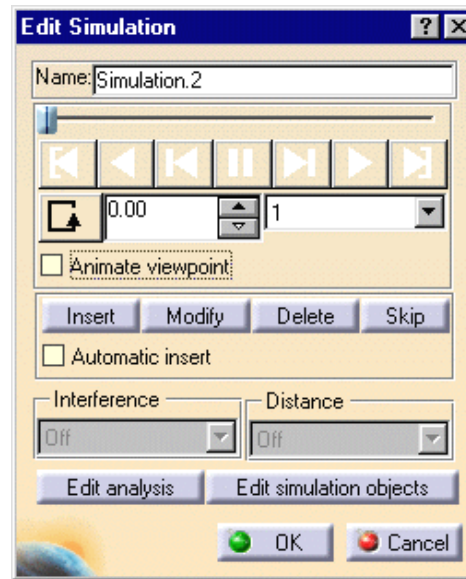 Edit Simulation ? X
Name: Simulation.2
0.00 1
Animate viewpoint
Insert Modify Delete Skip
Automatic insert
Interference Distance
Off Off
Edit analysis Edit simulation objects
OK Cancel